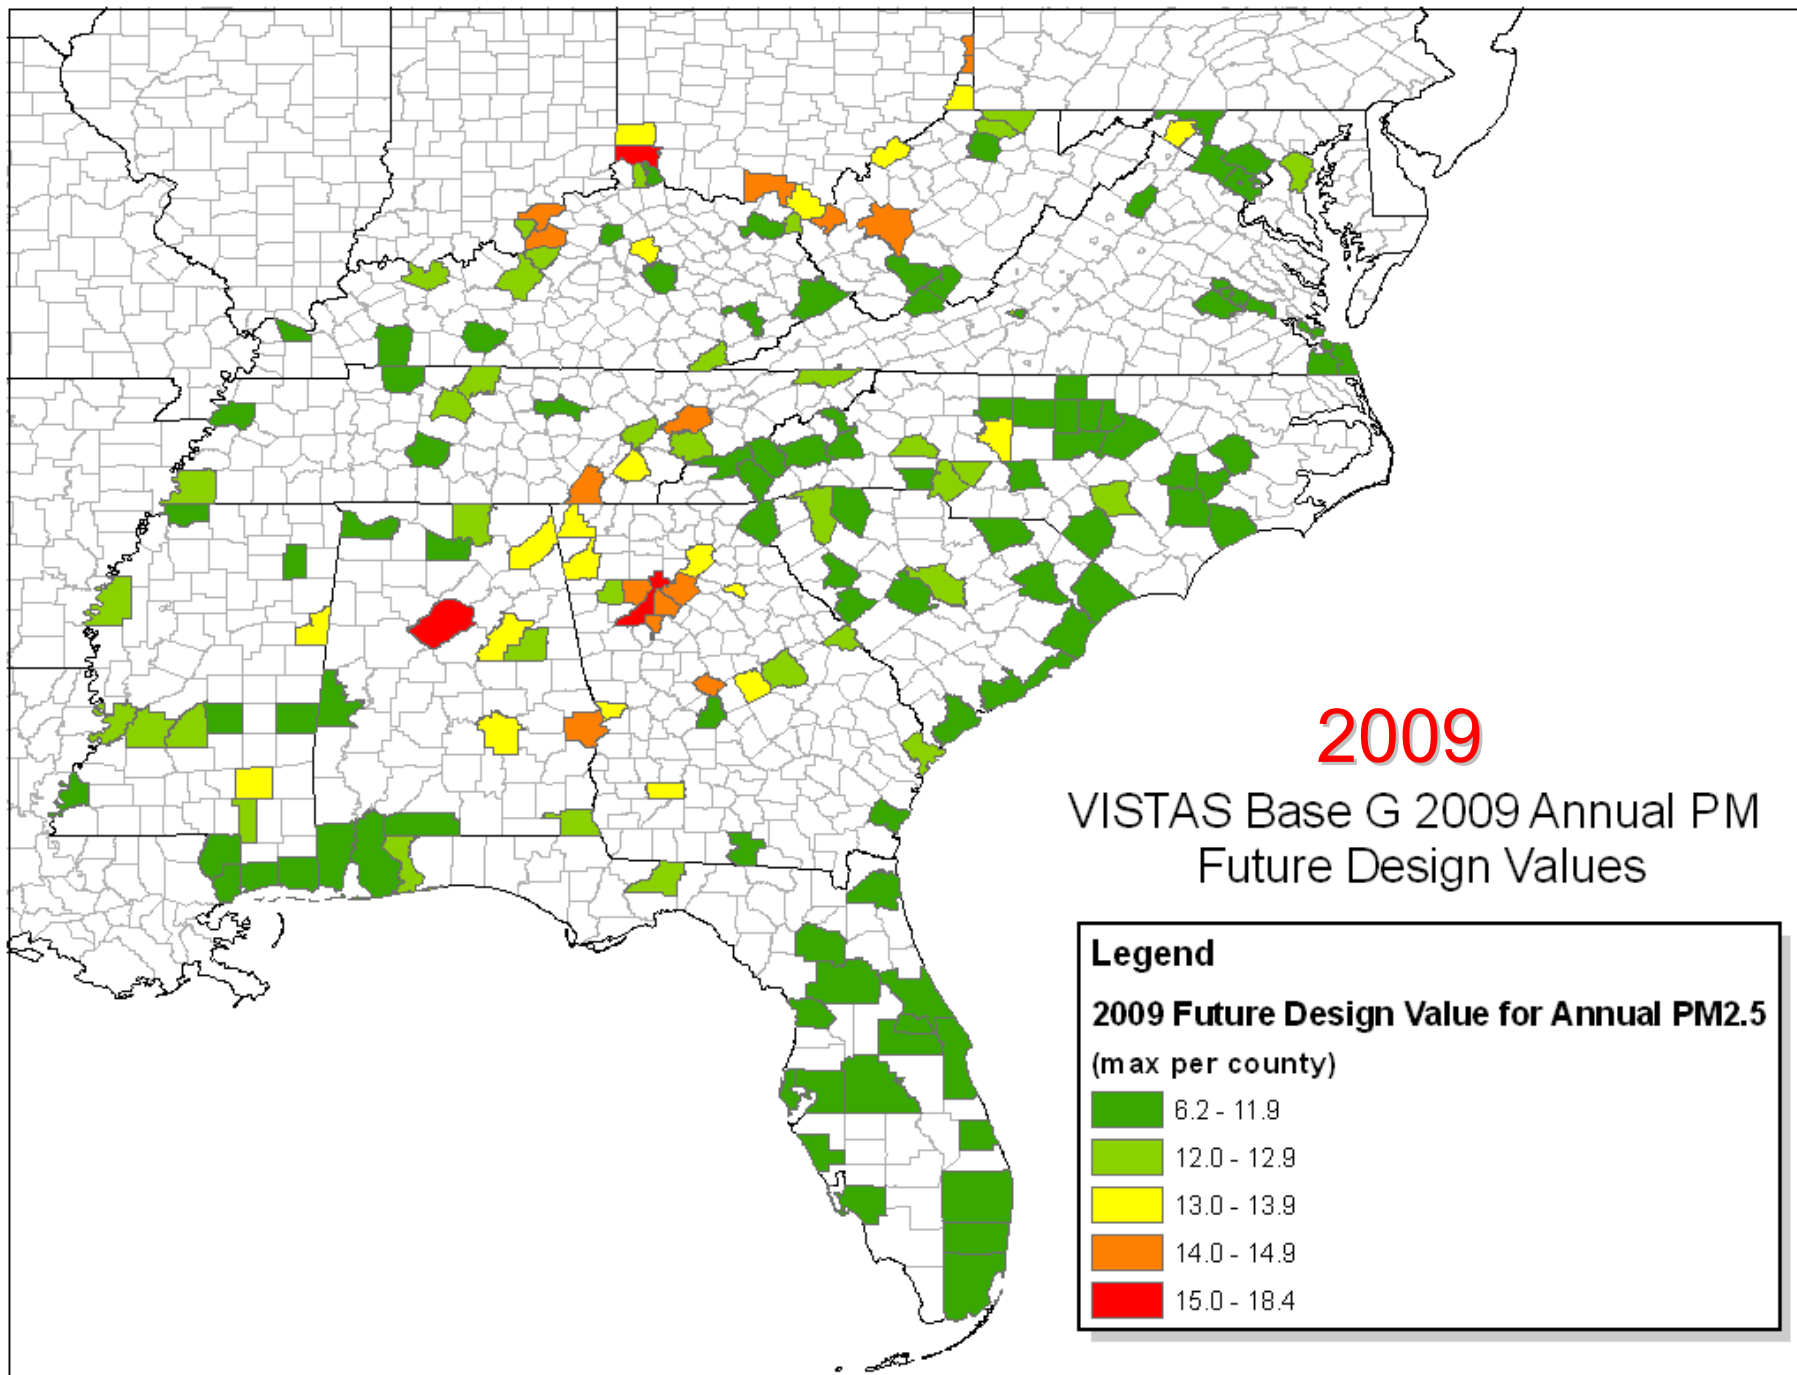 2009
VISTAS Base G 2009 Annual PM
Future Design Values
Legend
2009 Future Design Value for Annual PM2.5
(max per county)
6.2 - 11.9
12.0 - 12.9
13.0 - 13.9
14.0 - 14.9
15.0 - 18.4